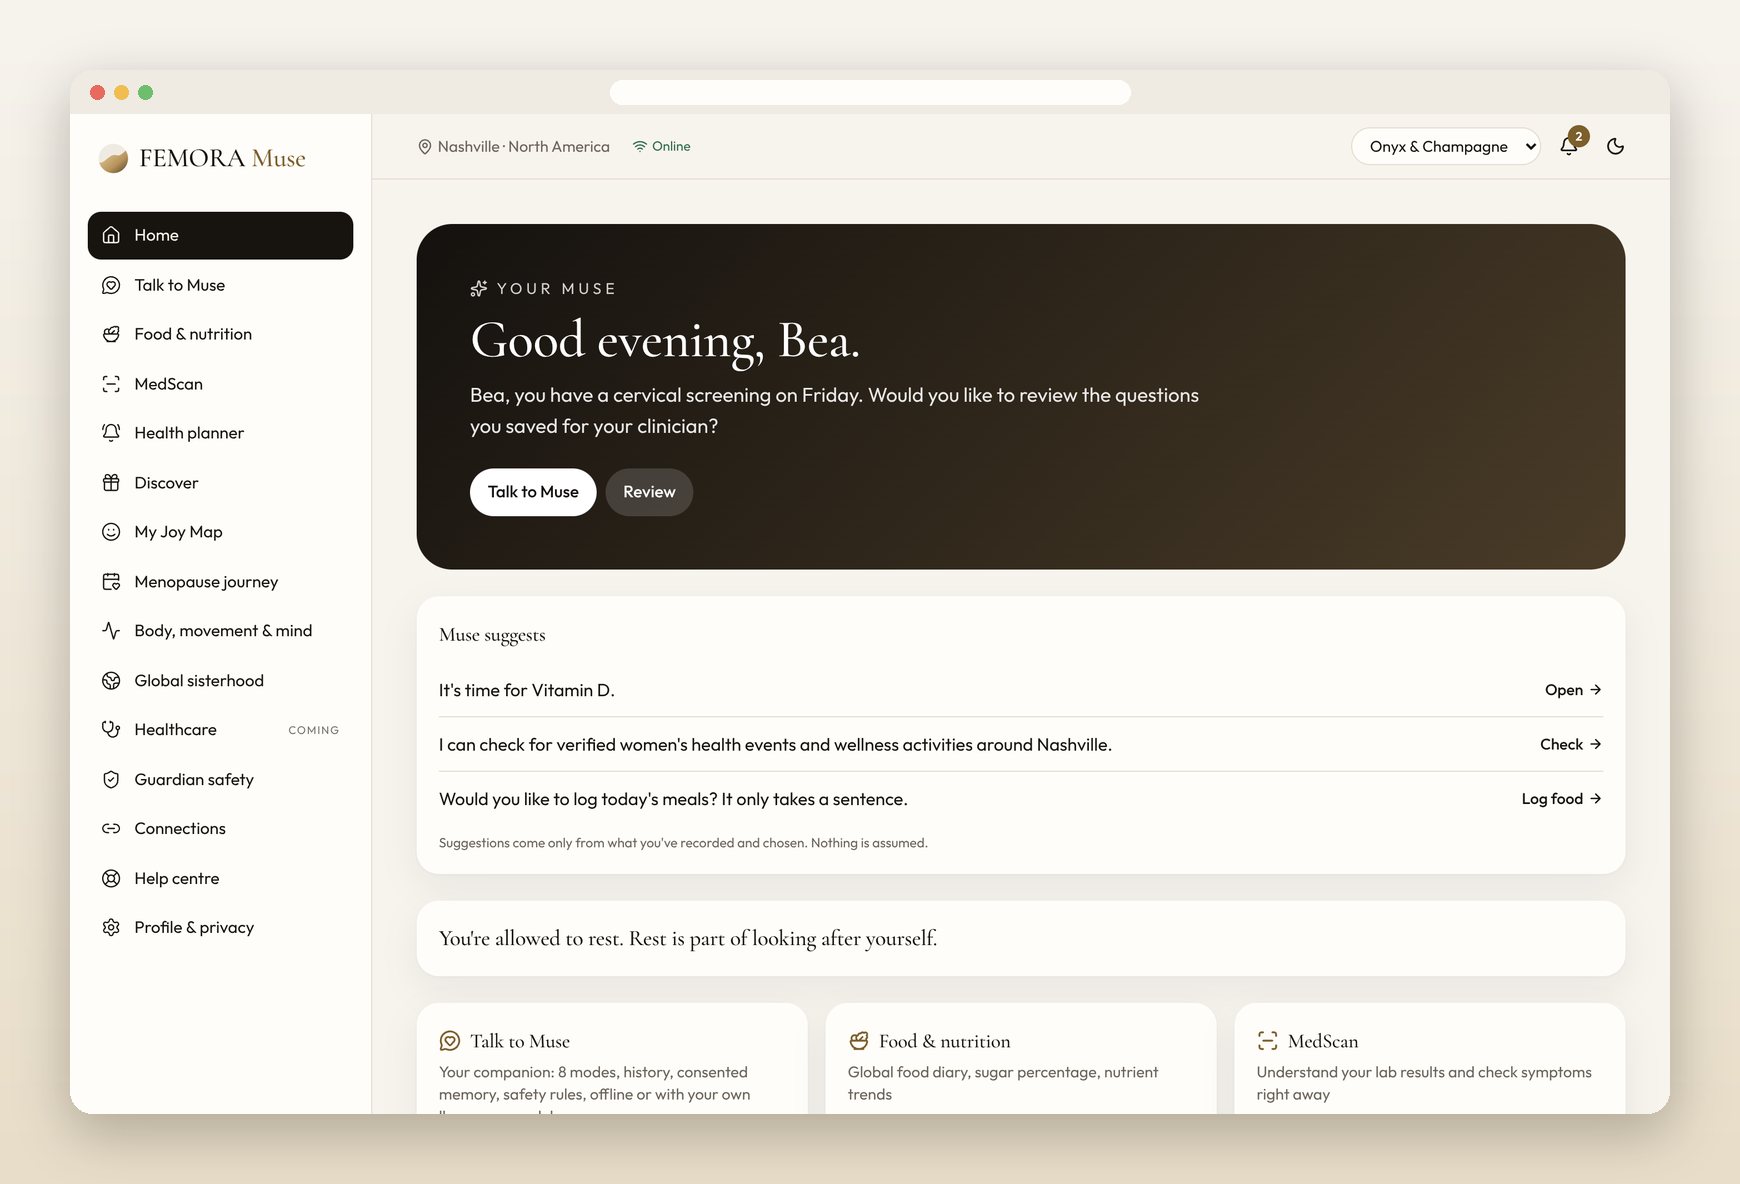 FEMORA Muse
Home
Talk to Muse
Food & nutrition
MedScan
Health planner
Discover
My Joy Map
Menopause journey
Body, movement & mind
Global sisterhood
Healthcare COMING
Guardian safety
Connections
Help centre
Profile & privacy
Nashville · North America Online
Onyx & Champagne 2
YOUR MUSE
Good evening, Bea.
Bea, you have a cervical screening on Friday. Would you like to review the questions
you saved for your clinician?
Talk to Muse Review
Muse suggests
It's time for Vitamin D. Open →
I can check for verified women's health events and wellness activities around Nashville. Check →
Would you like to log today's meals? It only takes a sentence. Log food →
Suggestions come only from what you've recorded and chosen. Nothing is assumed.
You're allowed to rest. Rest is part of looking after yourself.
Talk to Muse
Your companion: 8 modes, history, consented
memory, safety rules, offline or with your own
Food & nutrition
Global food diary, sugar percentage, nutrient
trends
MedScan
Understand your lab results and check symptoms
right away